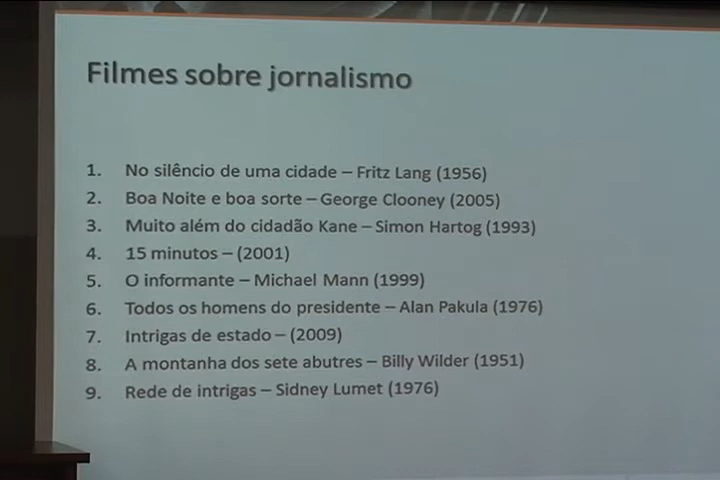 Filmes sobre jornalismo
1. No silêncio de uma cidade – Fritz Lang (1956)
2. Boa Noite e boa sorte – George Clooney (2005)
3. Muito além do cidadão Kane – Simon Hartog (1993)
4. 15 minutos – (2001)
5. O informante – Michael Mann (1999)
6. Todos os homens do presidente – Alan Pakula (1976)
7. Intrigas de estado – (2009)
8. A montanha dos sete abutres – Billy Wilder (1951)
9. Rede de intrigas – Sidney Lumet (1976)